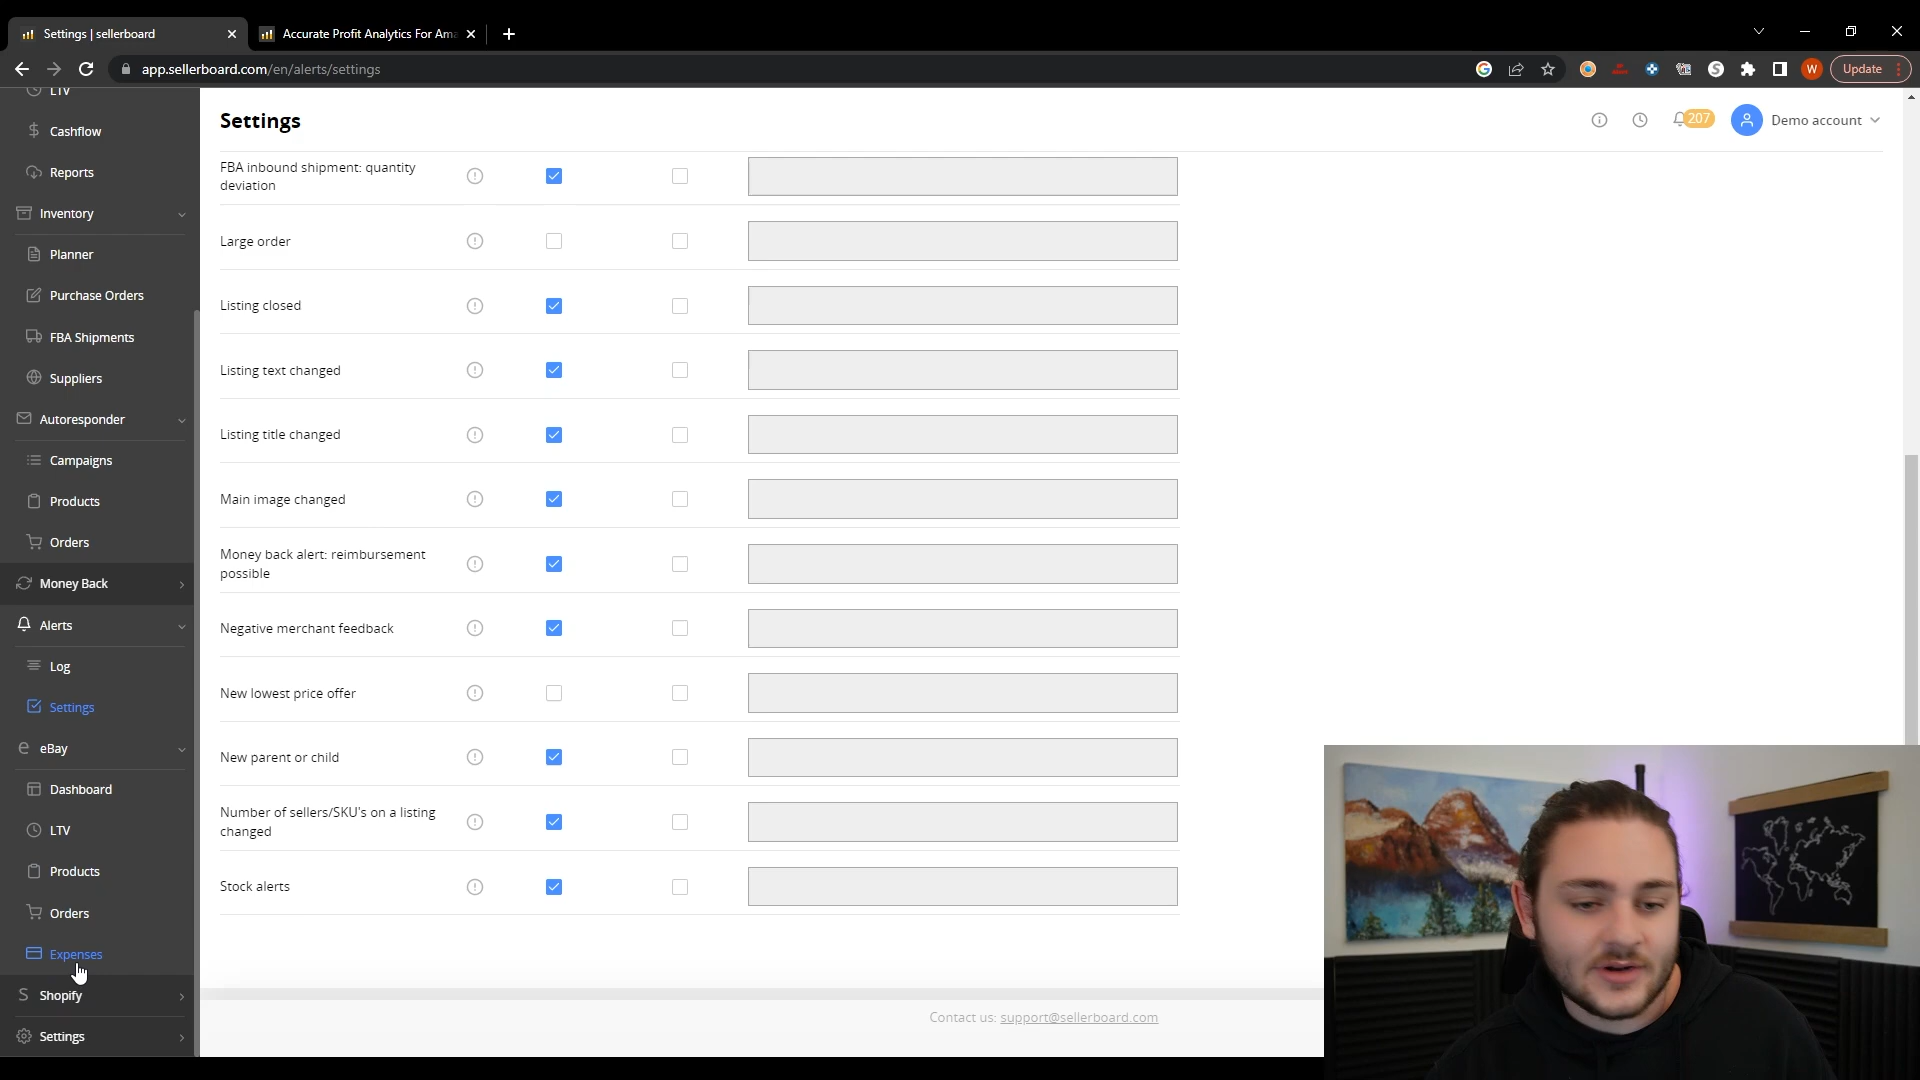 Settings | sellerboard
Accurate Profit Analytics For Ama
app.sellerboard.com/en/alerts/settings
W
Update
LTV
Cashflow
Reports
Inventory
Planner
Purchase Orders
FBA Shipments
Suppliers
Autoresponder
Campaigns
Products
Orders
Money Back
Alerts
Log
Settings
eBay
Dashboard
LTV
Products
Orders
Expenses
Shopify
Settings
Settings
207
Demo account
FBA inbound shipment: quantity
deviation
Large order
Listing closed
Listing text changed
Listing title changed
Main image changed
Money back alert: reimbursement
possible
Negative merchant feedback
New lowest price offer
New parent or child
Number of sellers/SKU's on a listing
changed
Stock alerts
Contact us: support@sellerboard.com